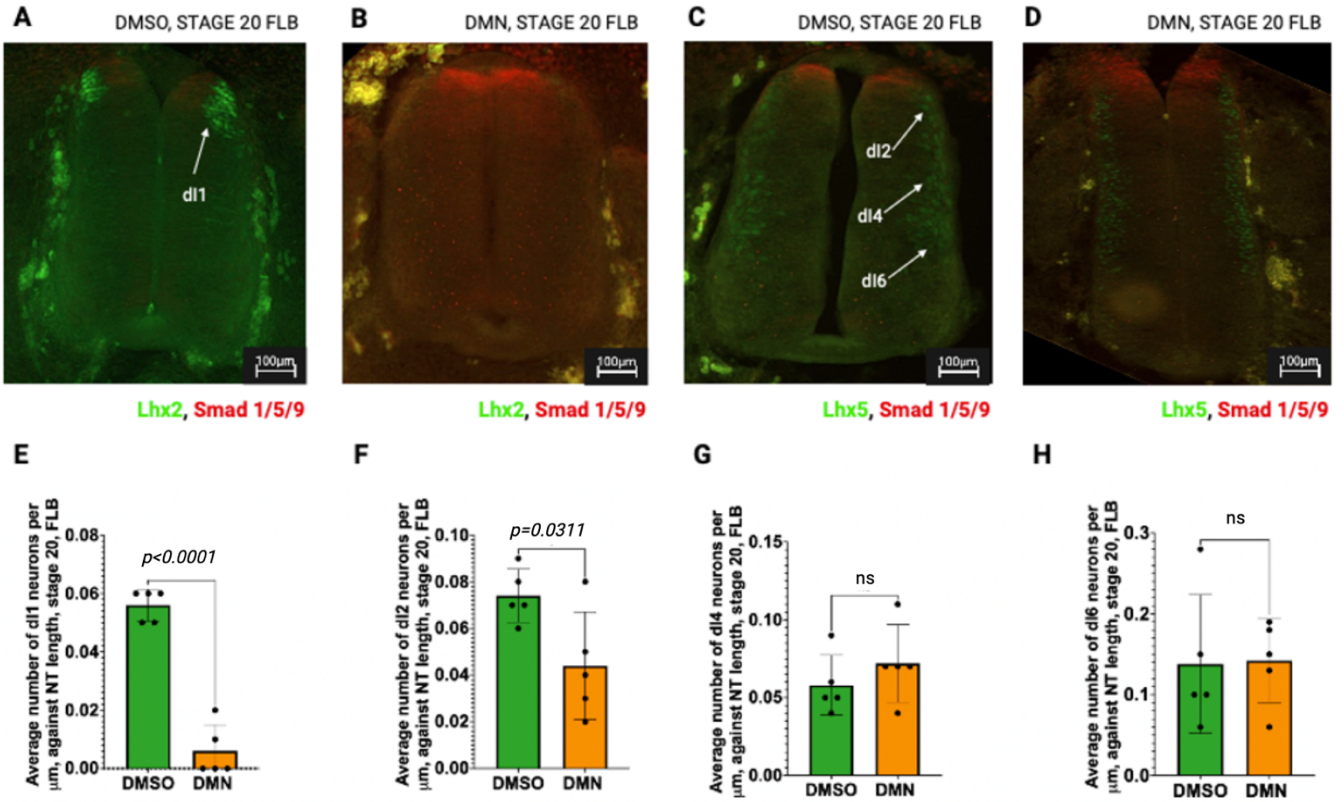 A
DMSO, STAGE 20 FLB
B
DMN, STAGE 20 FLB
C
DMSO, STAGE 20 FLB
D
DMN, STAGE 20 FLB
dI1
dI2
dI4
dI6
100μm
100μm
100μm
100μm
Lhx2, Smad 1/5/9
Lhx2, Smad 1/5/9
Lhx5, Smad 1/5/9
Lhx5, Smad 1/5/9
E
Average number of dI1 neurons per
μm, against NT length, stage 20, FLB
0.08
0.06
0.04
0.02
0.00
p<0.0001
DMSO
DMN
F
Average number of dI2 neurons per
μm, against NT length, stage 20, FLB
0.10
0.08
0.06
0.04
0.02
0.00
p=0.0311
DMSO
DMN
G
Average number of dI4 neurons per
μm, against NT length, stage 20, FLB
0.15
0.10
0.05
0.00
ns
DMSO
DMN
H
Average number of dI6 neurons per
μm, against NT length, stage 20, FLB
0.3
0.2
0.1
0.0
ns
DMSO
DMN